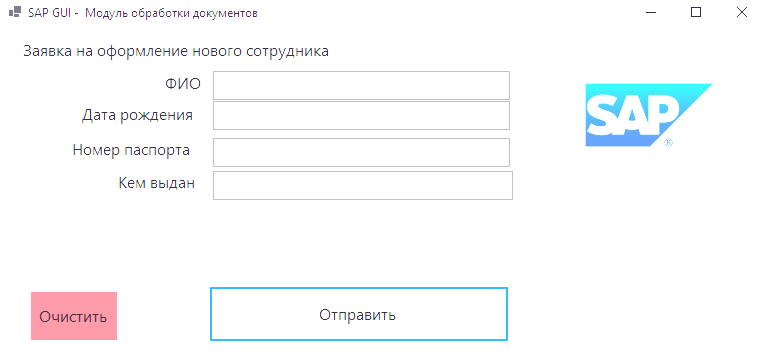 SAP GUI - Модуль обработки документов
Заявка на оформление нового сотрудника
ФИО
Дата рождения
Номер паспорта
Кем выдан
SAP
®
Очистить
Отправить